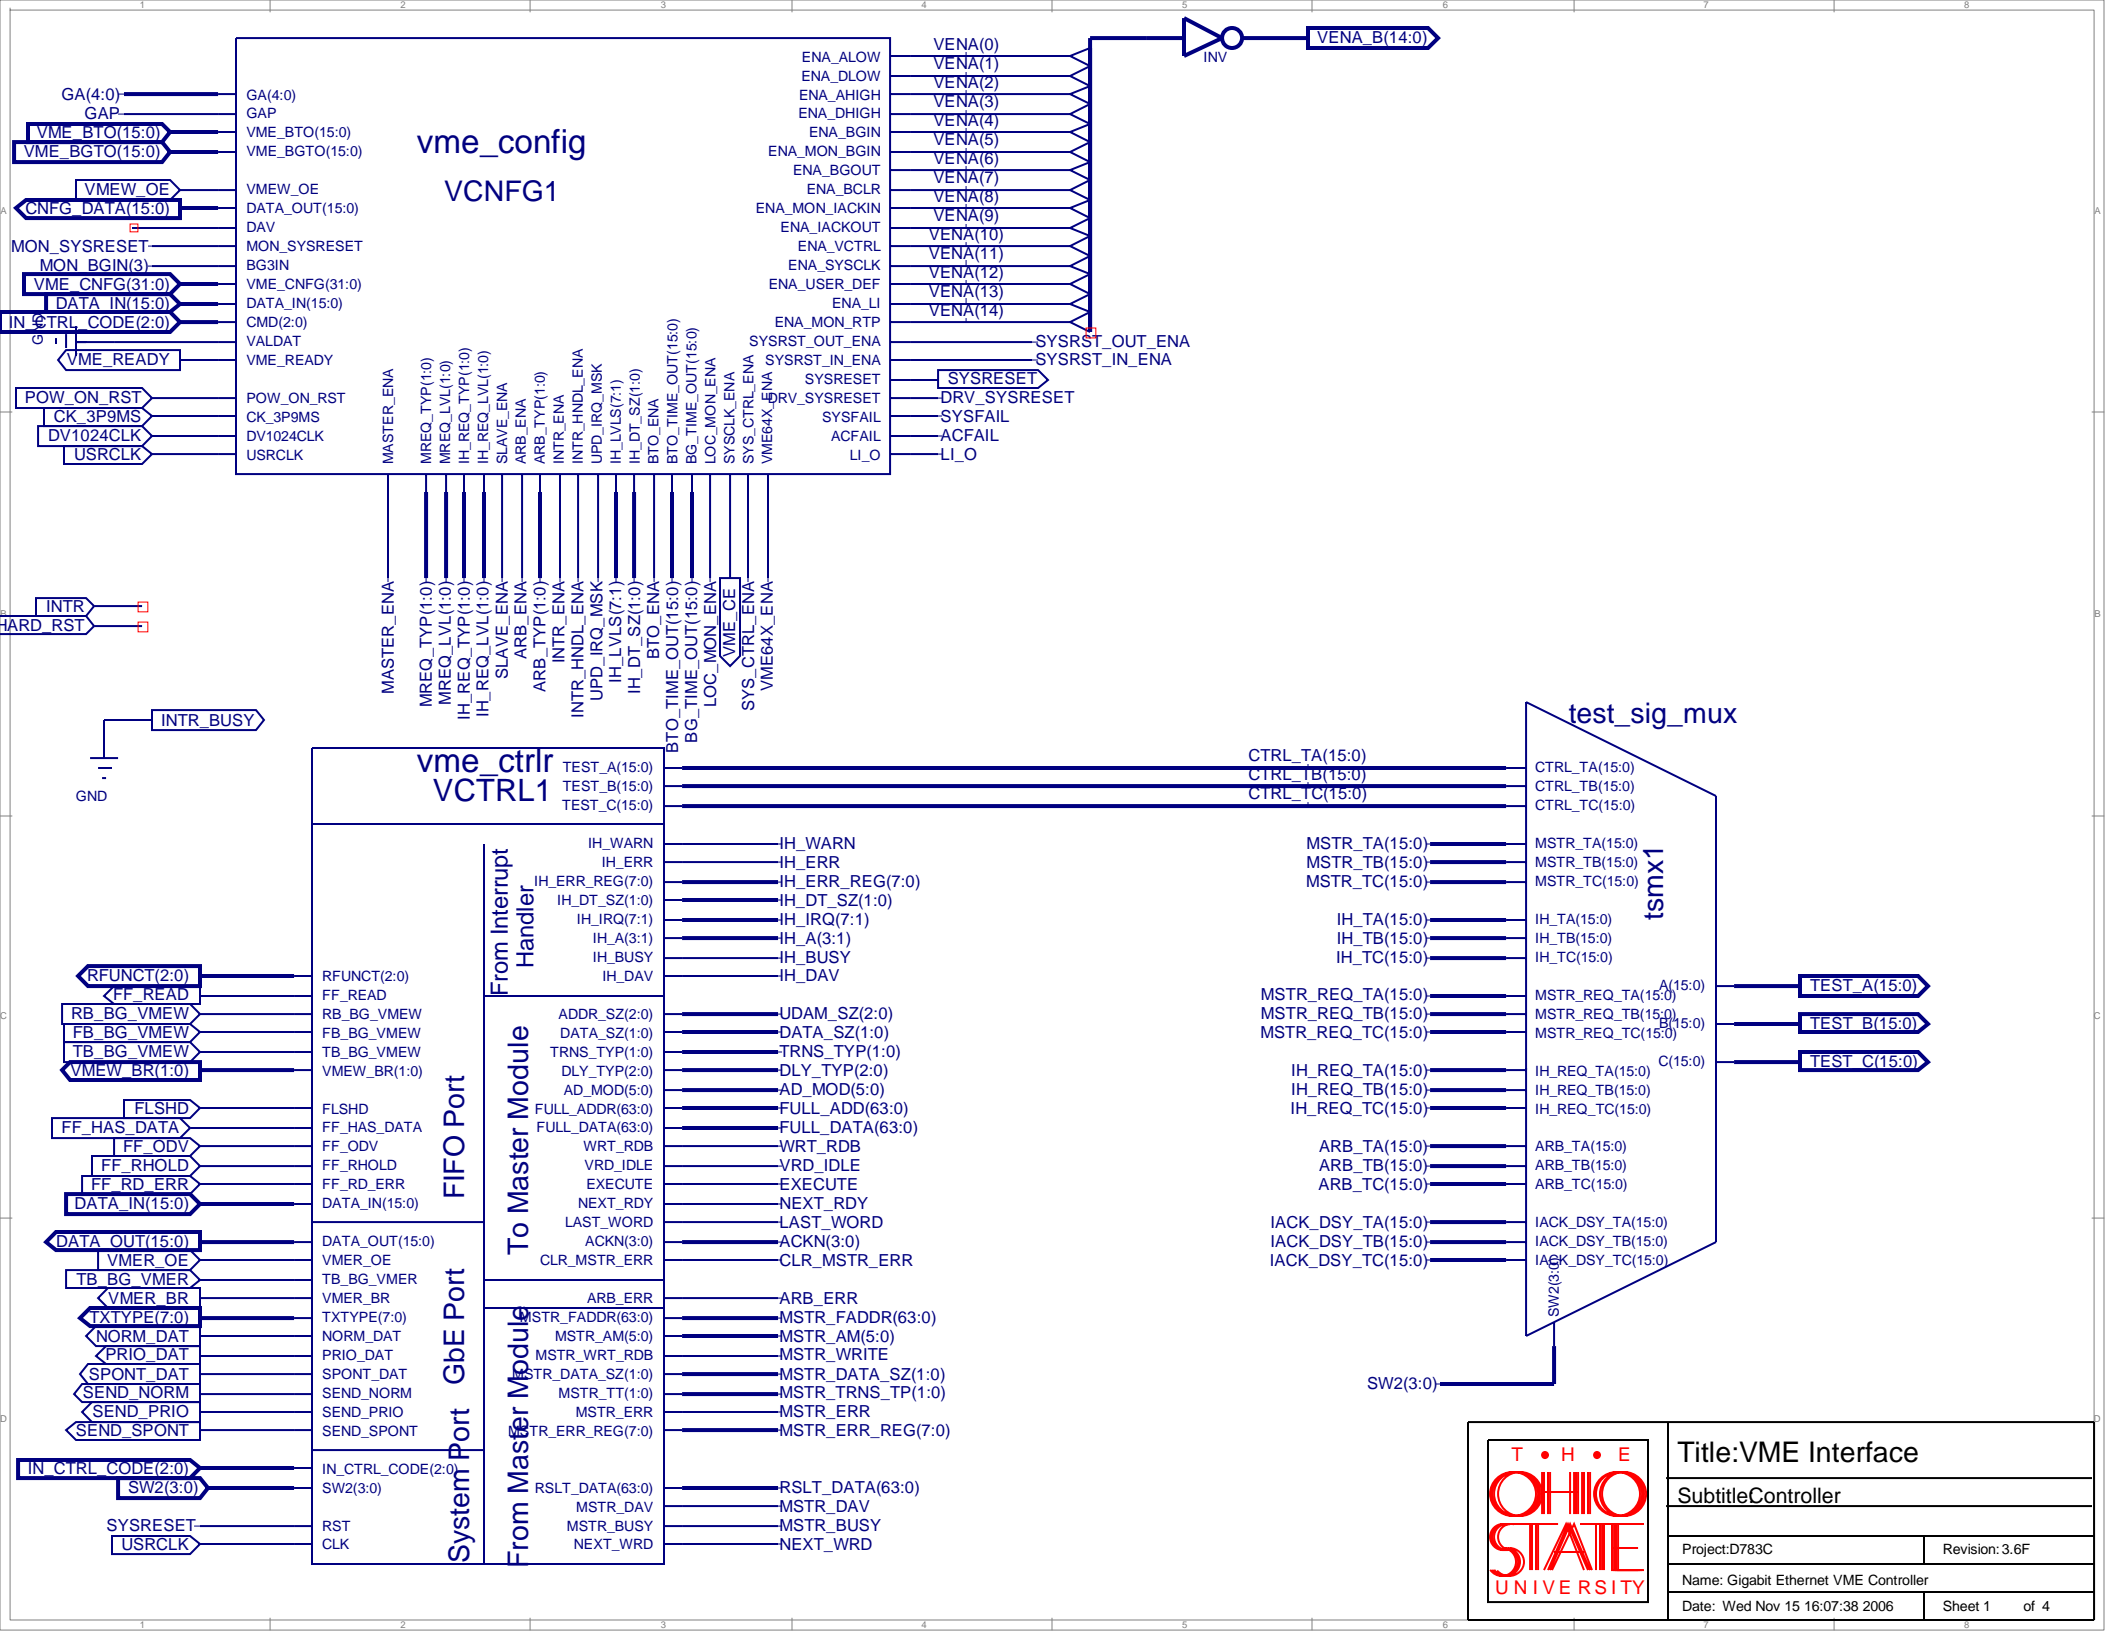 1 2 3 4 5 6 7 8
VENA_B(14:0)
INV
vme_config
VCNFG1
GA(4:0) GA(4:0)
GAP GAP
VME_BTO(15:0) VME_BTO(15:0)
VME_BGTO(15:0) VME_BGTO(15:0)
VMEW_OE VMEW_OE
CNFG_DATA(15:0) DATA_OUT(15:0)
DAV
MON_SYSRESET MON_SYSRESET
MON_BGIN(3) BG3IN
VME_CNFG(31:0) VME_CNFG(31:0)
DATA_IN(15:0) DATA_IN(15:0)
IN_CTRL_CODE(2:0) CMD(2:0)
GND VALDAT
VME_READY VME_READY
POW_ON_RST POW_ON_RST
CK_3P9MS CK_3P9MS
DV1024CLK DV1024CLK
USRCLK USRCLK
ENA_ALOW VENA(0)
ENA_DLOW VENA(1)
ENA_AHIGH VENA(2)
ENA_DHIGH VENA(3)
ENA_BGIN VENA(4)
ENA_MON_BGIN VENA(5)
ENA_BGOUT VENA(6)
ENA_BCLR VENA(7)
ENA_MON_IACKIN VENA(8)
ENA_IACKOUT VENA(9)
ENA_VCTRL VENA(10)
ENA_SYSCLK VENA(11)
ENA_USER_DEF VENA(12)
ENA_LI VENA(13)
ENA_MON_RTP VENA(14)
SYSRST_OUT_ENA SYSRST_OUT_ENA
SYSRST_IN_ENA SYSRST_IN_ENA
SYSRESET SYSRESET
DRV_SYSRESET DRV_SYSRESET
SYSFAIL SYSFAIL
ACFAIL ACFAIL
LI_O LI_O
MASTER_ENA MASTER_ENA
MREQ_TYP(1:0) MREQ_TYP(1:0)
MREQ_LVL(1:0) MREQ_LVL(1:0)
IH_REQ_TYP(1:0) IH_REQ_TYP(1:0)
IH_REQ_LVL(1:0) IH_REQ_LVL(1:0)
SLAVE_ENA SLAVE_ENA
ARB_ENA ARB_ENA
ARB_TYP(1:0) ARB_TYP(1:0)
INTR_ENA INTR_ENA
INTR_HNDL_ENA INTR_HNDL_ENA
UPD_IRQ_MSK UPD_IRQ_MSK
IH_LVLS(7:1) IH_LVLS(7:1)
IH_DT_SZ(1:0) IH_DT_SZ(1:0)
BTO_ENA BTO_ENA
BTO_TIME_OUT(15:0) BTO_TIME_OUT(15:0)
BG_TIME_OUT(15:0) BG_TIME_OUT(15:0)
LOC_MON_ENA LOC_MON_ENA
SYSCLK_ENA VME_CE
SYS_CTRL_ENA SYS_CTRL_ENA
VME64X_ENA VME64X_ENA
INTR
HARD_RST
INTR_BUSY
GND
vme_ctrlr
VCTRL1
TEST_A(15:0) CTRL_TA(15:0)
TEST_B(15:0) CTRL_TB(15:0)
TEST_C(15:0) CTRL_TC(15:0)
From Interrupt
Handler
IH_WARN IH_WARN
IH_ERR IH_ERR
IH_ERR_REG(7:0) IH_ERR_REG(7:0)
IH_DT_SZ(1:0) IH_DT_SZ(1:0)
IH_IRQ(7:1) IH_IRQ(7:1)
IH_A(3:1) IH_A(3:1)
IH_BUSY IH_BUSY
IH_DAV IH_DAV
To Master Module
ADDR_SZ(2:0) UDAM_SZ(2:0)
DATA_SZ(1:0) DATA_SZ(1:0)
TRNS_TYP(1:0) TRNS_TYP(1:0)
DLY_TYP(2:0) DLY_TYP(2:0)
AD_MOD(5:0) AD_MOD(5:0)
FULL_ADDR(63:0) FULL_ADD(63:0)
FULL_DATA(63:0) FULL_DATA(63:0)
WRT_RDB WRT_RDB
VRD_IDLE VRD_IDLE
EXECUTE EXECUTE
NEXT_RDY NEXT_RDY
LAST_WORD LAST_WORD
ACKN(3:0) ACKN(3:0)
CLR_MSTR_ERR CLR_MSTR_ERR
ARB_ERR ARB_ERR
From Master Module
MSTR_FADDR(63:0) MSTR_FADDR(63:0)
MSTR_AM(5:0) MSTR_AM(5:0)
MSTR_WRT_RDB MSTR_WRITE
MSTR_DATA_SZ(1:0) MSTR_DATA_SZ(1:0)
MSTR_TT(1:0) MSTR_TRNS_TP(1:0)
MSTR_ERR MSTR_ERR
MSTR_ERR_REG(7:0) MSTR_ERR_REG(7:0)
RSLT_DATA(63:0) RSLT_DATA(63:0)
MSTR_DAV MSTR_DAV
MSTR_BUSY MSTR_BUSY
NEXT_WRD NEXT_WRD
FIFO Port
RFUNCT(2:0) RFUNCT(2:0)
FF_READ FF_READ
RB_BG_VMEW RB_BG_VMEW
FB_BG_VMEW FB_BG_VMEW
TB_BG_VMEW TB_BG_VMEW
VMEW_BR(1:0) VMEW_BR(1:0)
FLSHD FLSHD
FF_HAS_DATA FF_HAS_DATA
FF_ODV FF_ODV
FF_RHOLD FF_RHOLD
FF_RD_ERR FF_RD_ERR
DATA_IN(15:0) DATA_IN(15:0)
GbE Port
DATA_OUT(15:0) DATA_OUT(15:0)
VMER_OE VMER_OE
TB_BG_VMER TB_BG_VMER
VMER_BR VMER_BR
TXTYPE(7:0) TXTYPE(7:0)
NORM_DAT NORM_DAT
PRIO_DAT PRIO_DAT
SPONT_DAT SPONT_DAT
SEND_NORM SEND_NORM
SEND_PRIO SEND_PRIO
SEND_SPONT SEND_SPONT
System Port
IN_CTRL_CODE(2:0) IN_CTRL_CODE(2:0)
SW2(3:0) SW2(3:0)
SYSRESET RST
USRCLK CLK
test_sig_mux
tsmx1
CTRL_TA(15:0)
CTRL_TB(15:0)
CTRL_TC(15:0)
MSTR_TA(15:0) MSTR_TA(15:0)
MSTR_TB(15:0) MSTR_TB(15:0)
MSTR_TC(15:0) MSTR_TC(15:0)
IH_TA(15:0) IH_TA(15:0)
IH_TB(15:0) IH_TB(15:0)
IH_TC(15:0) IH_TC(15:0)
MSTR_REQ_TA(15:0) MSTR_REQ_TA(15:0)
MSTR_REQ_TB(15:0) MSTR_REQ_TB(15:0)
MSTR_REQ_TC(15:0) MSTR_REQ_TC(15:0)
IH_REQ_TA(15:0) IH_REQ_TA(15:0)
IH_REQ_TB(15:0) IH_REQ_TB(15:0)
IH_REQ_TC(15:0) IH_REQ_TC(15:0)
ARB_TA(15:0) ARB_TA(15:0)
ARB_TB(15:0) ARB_TB(15:0)
ARB_TC(15:0) ARB_TC(15:0)
IACK_DSY_TA(15:0) IACK_DSY_TA(15:0)
IACK_DSY_TB(15:0) IACK_DSY_TB(15:0)
IACK_DSY_TC(15:0) IACK_DSY_TC(15:0)
A(15:0) TEST_A(15:0)
B(15:0) TEST_B(15:0)
C(15:0) TEST_C(15:0)
SW2(3:0)
SW2(3:0)
T • H • E
OHIO
STATE
UNIVERSITY
Title:VME Interface
Subtitle:Controller
Project:D783C Revision: 3.6F
Name: Gigabit Ethernet VME Controller
Date: Wed Nov 15 16:07:38 2006 Sheet 1 of 4
A A
B B
C C
D D
1 2 3 4 5 6 7 8